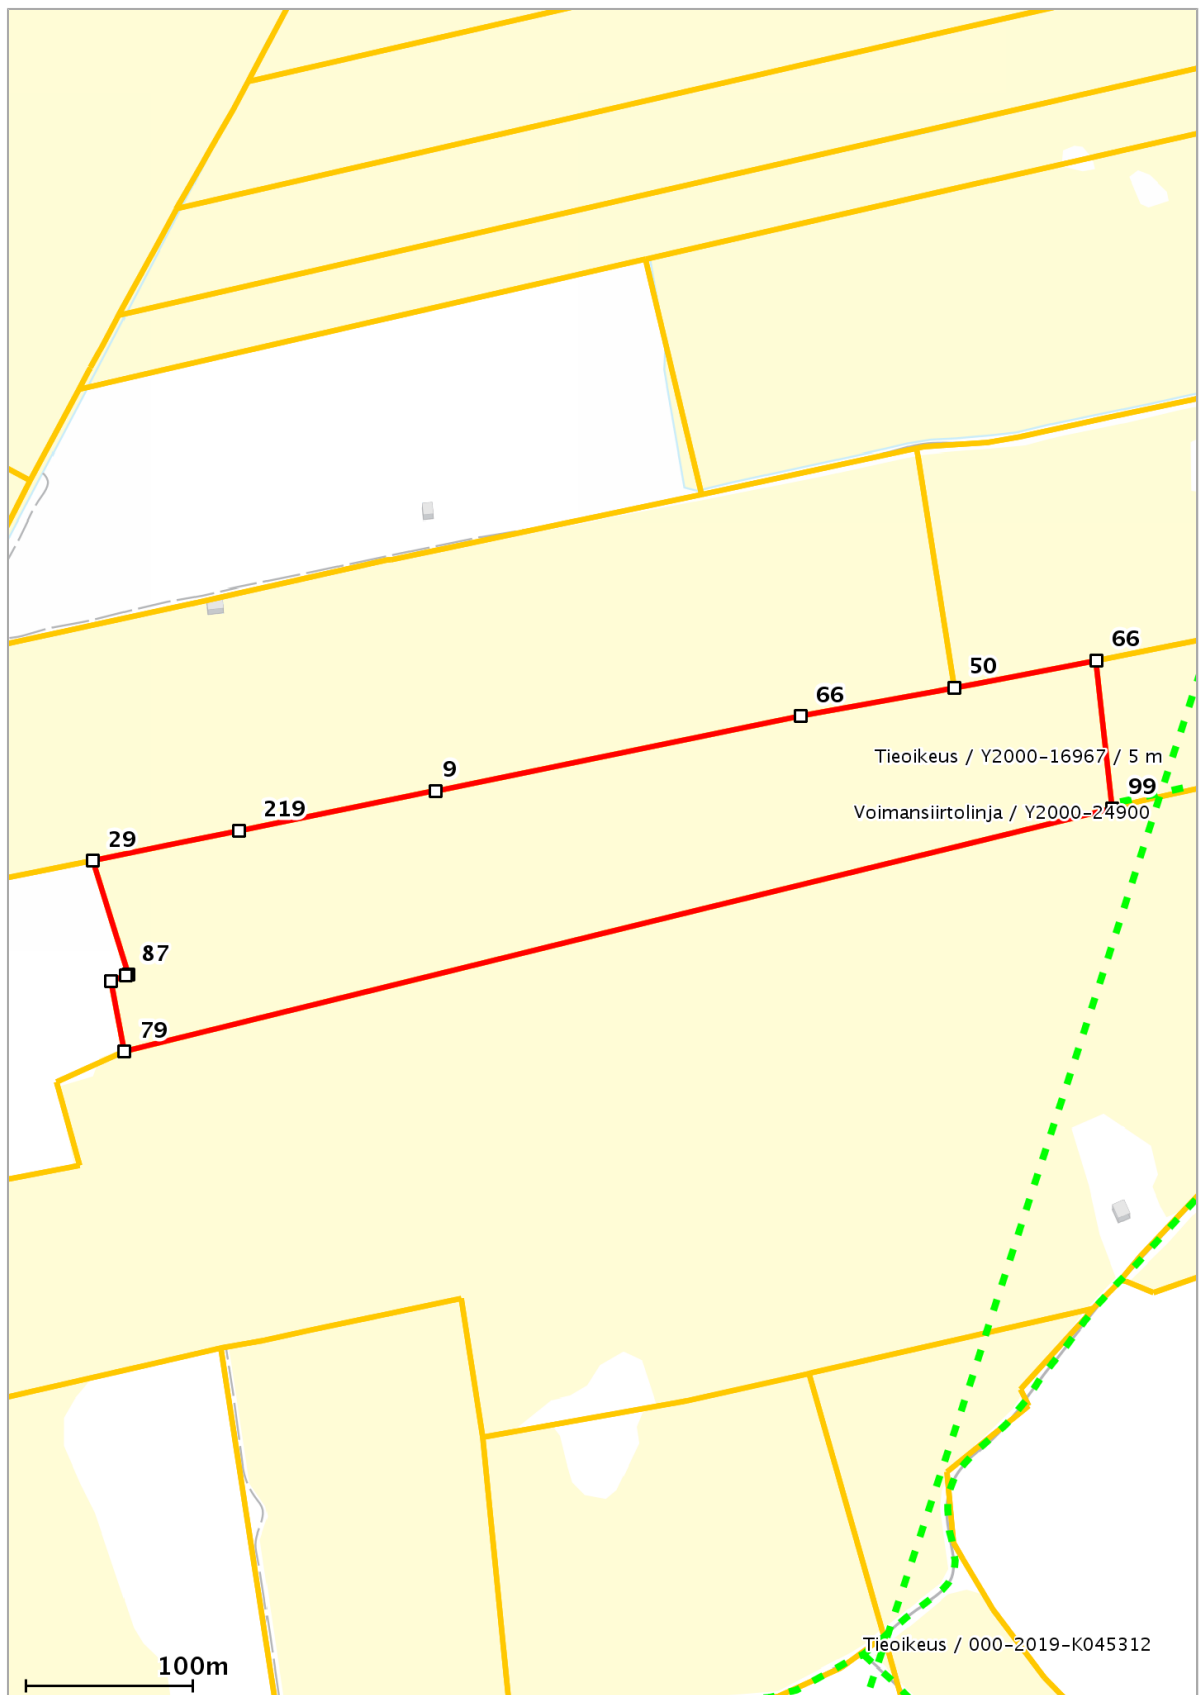 66
50
66
Tieoikeus / Y2000-16967 / 5 m
9
99
219
Voimansiirtolinja / Y2000-24900
29
87
79
Tieoikeus / 000-2019-K045312
100m